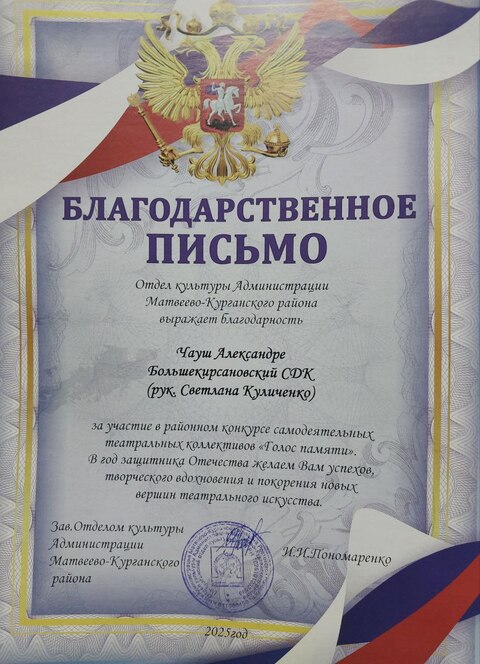 БЛАГОДАРСТВЕННОЕ
ПИСЬМО
Отдел культуры Администрации
Матвеево-Курганского района
выражает благодарность
Чауш Александре
Большекирсановский СДК
(рук. Светлана Куличенко)
за участие в районном конкурсе самодеятельных
театральных коллективов «Голос памяти».
В год защитника Отечества желаем Вам успехов,
творческого вдохновения и покорения новых
вершин театрального искусства.
Зав.Отделом культуры
Администрации
Матвеево-Курганского
района
И.И.Пономаренко
2025год